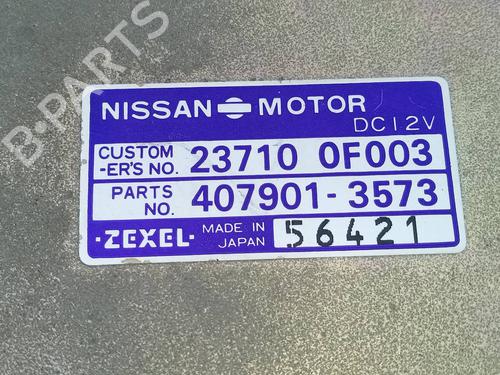 B-PARTS
NISSAN MOTOR
DC12V
CUSTOM
-ER'S NO. 23710 0F003
PARTS
NO. 407901-3573
·ZEXEL· MADE IN
JAPAN 56421